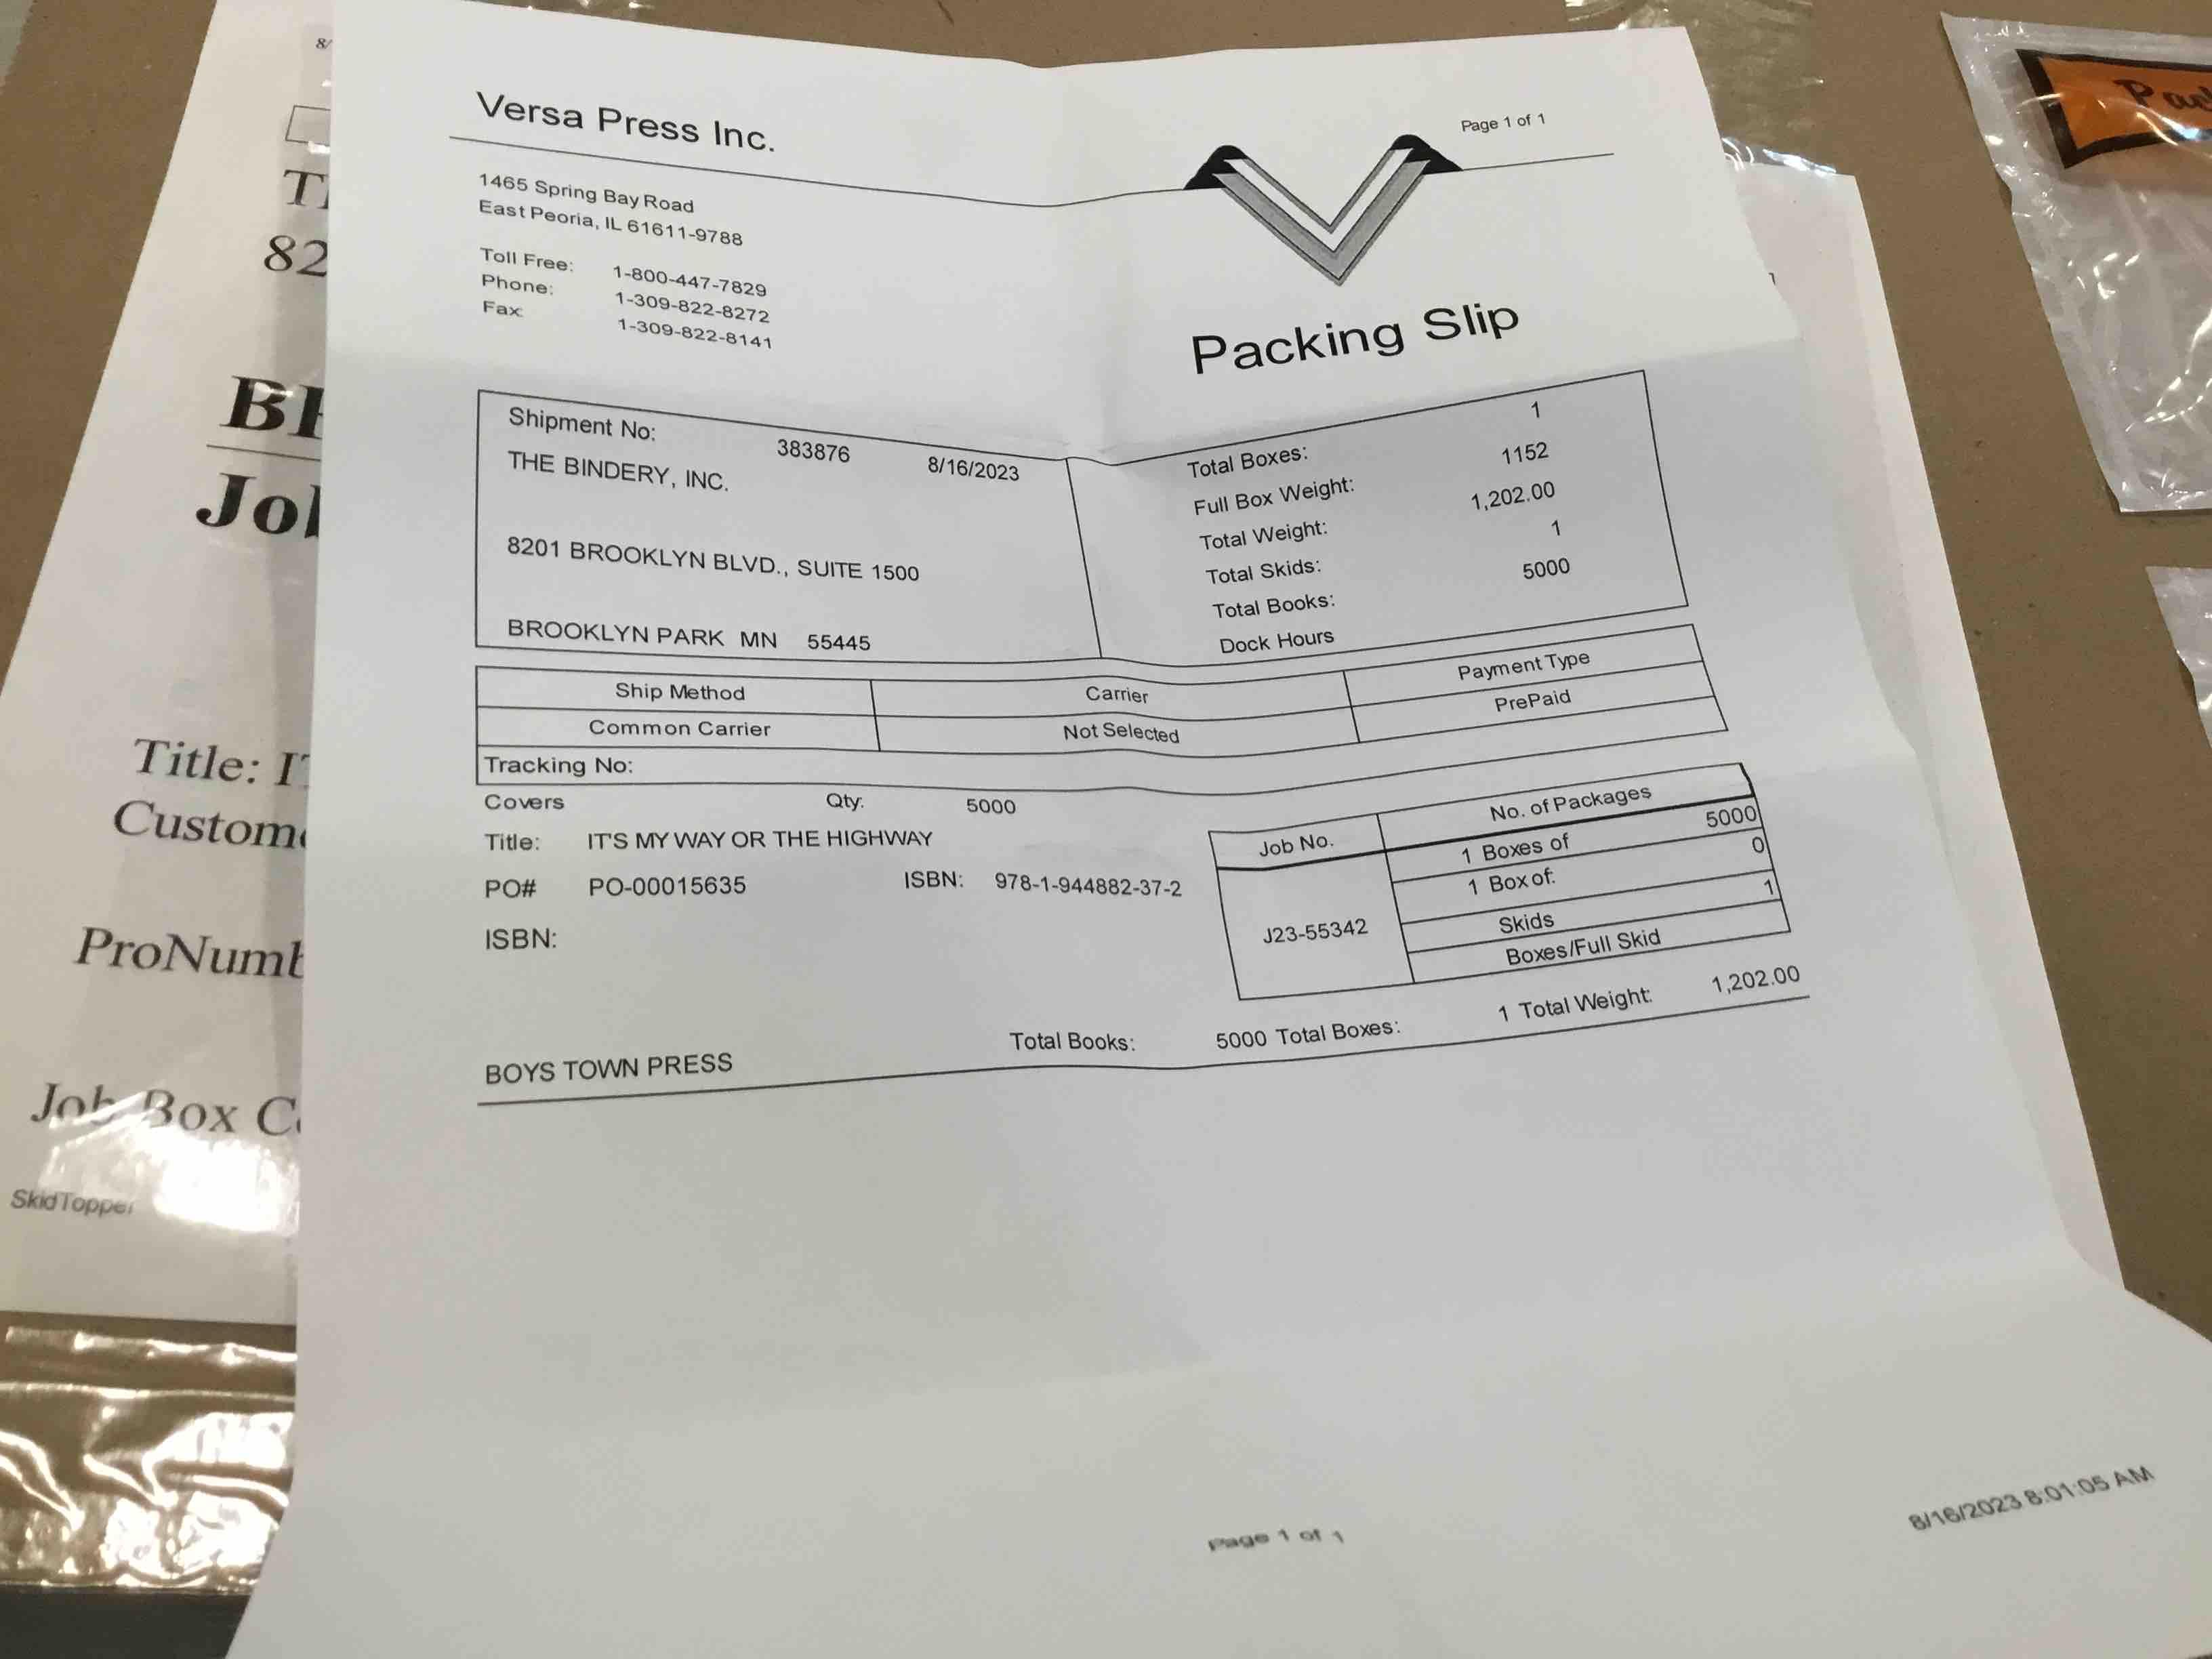 8/
T
82
Jol
Title: I
Custome
ProNumb
Job Box C
SkidTopper
Versa Press Inc.
Page 1 of 1
1465 Spring Bay Road
East Peoria, IL 61611-9788
Toll Free: 1-800-447-7829
Phone: 1-309-822-8272
Fax: 1-309-822-8141
Packing Slip
Shipment No: 383876 8/16/2023
THE BINDERY, INC.
8201 BROOKLYN BLVD., SUITE 1500
BROOKLYN PARK MN 55445
Total Boxes: 1
Full Box Weight: 1152
Total Weight: 1,202.00
Total Skids: 1
Total Books: 5000
Dock Hours
Ship Method Carrier Payment Type
Common Carrier Not Selected PrePaid
Tracking No:
Covers Qty: 5000
Title: IT'S MY WAY OR THE HIGHWAY
PO# PO-00015635 ISBN: 978-1-944882-37-2
ISBN:
Job No. No. of Packages
J23-55342
1 Boxes of 5000
1 Box of: 0
Skids 1
Boxes/Full Skid
BOYS TOWN PRESS Total Books: 5000 Total Boxes: 1 Total Weight: 1,202.00
Page 1 of 1
8/16/2023 8:01:05 AM